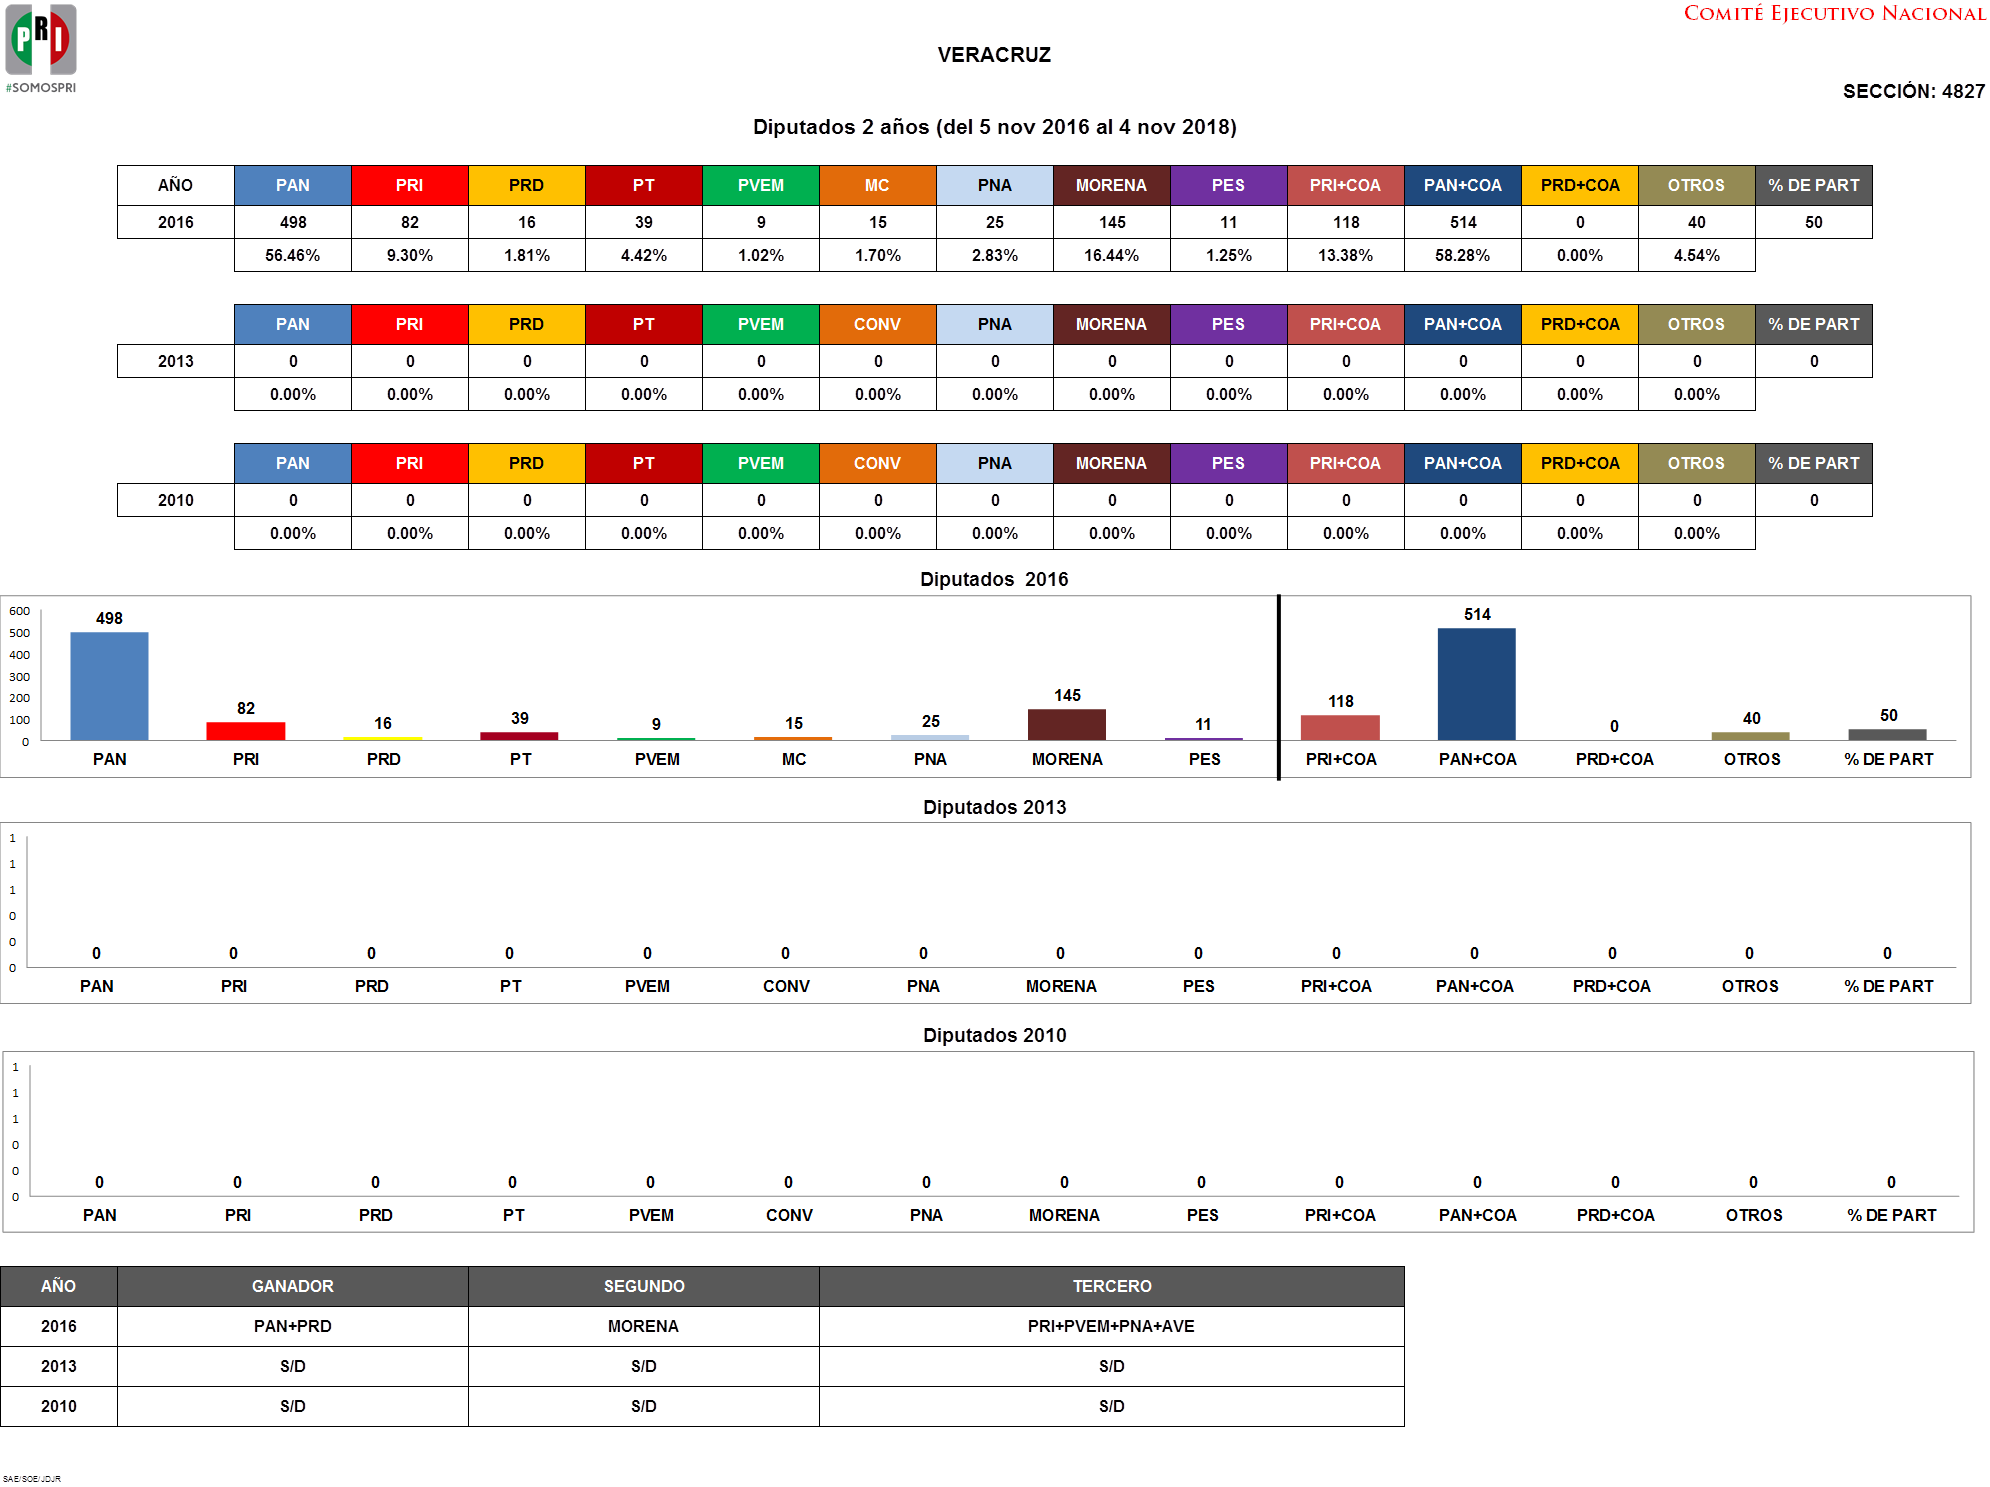 PRI
#SOMOSPRI
COMITÉ EJECUTIVO NACIONAL
VERACRUZ
SECCIÓN: 4827
Diputados 2 años (del 5 nov 2016 al 4 nov 2018)
AÑO PAN PRI PRD PT PVEM MC PNA MORENA PES PRI+COA PAN+COA PRD+COA OTROS % DE PART
2016 498 82 16 39 9 15 25 145 11 118 514 0 40 50
56.46% 9.30% 1.81% 4.42% 1.02% 1.70% 2.83% 16.44% 1.25% 13.38% 58.28% 0.00% 4.54%
PAN PRI PRD PT PVEM CONV PNA MORENA PES PRI+COA PAN+COA PRD+COA OTROS % DE PART
2013 0 0 0 0 0 0 0 0 0 0 0 0 0 0
0.00% 0.00% 0.00% 0.00% 0.00% 0.00% 0.00% 0.00% 0.00% 0.00% 0.00% 0.00% 0.00%
PAN PRI PRD PT PVEM CONV PNA MORENA PES PRI+COA PAN+COA PRD+COA OTROS % DE PART
2010 0 0 0 0 0 0 0 0 0 0 0 0 0 0
0.00% 0.00% 0.00% 0.00% 0.00% 0.00% 0.00% 0.00% 0.00% 0.00% 0.00% 0.00% 0.00%
Diputados 2016
600
500
400
300
200
100
0
498 82 16 39 9 15 25 145 11 118 514 0 40 50
PAN PRI PRD PT PVEM MC PNA MORENA PES PRI+COA PAN+COA PRD+COA OTROS % DE PART
Diputados 2013
1
1
1
0
0
0
0 0 0 0 0 0 0 0 0 0 0 0 0 0
PAN PRI PRD PT PVEM CONV PNA MORENA PES PRI+COA PAN+COA PRD+COA OTROS % DE PART
Diputados 2010
1
1
1
0
0
0
0 0 0 0 0 0 0 0 0 0 0 0 0 0
PAN PRI PRD PT PVEM CONV PNA MORENA PES PRI+COA PAN+COA PRD+COA OTROS % DE PART
AÑO GANADOR SEGUNDO TERCERO
2016 PAN+PRD MORENA PRI+PVEM+PNA+AVE
2013 S/D S/D S/D
2010 S/D S/D S/D
SAE/SOE/JDJR